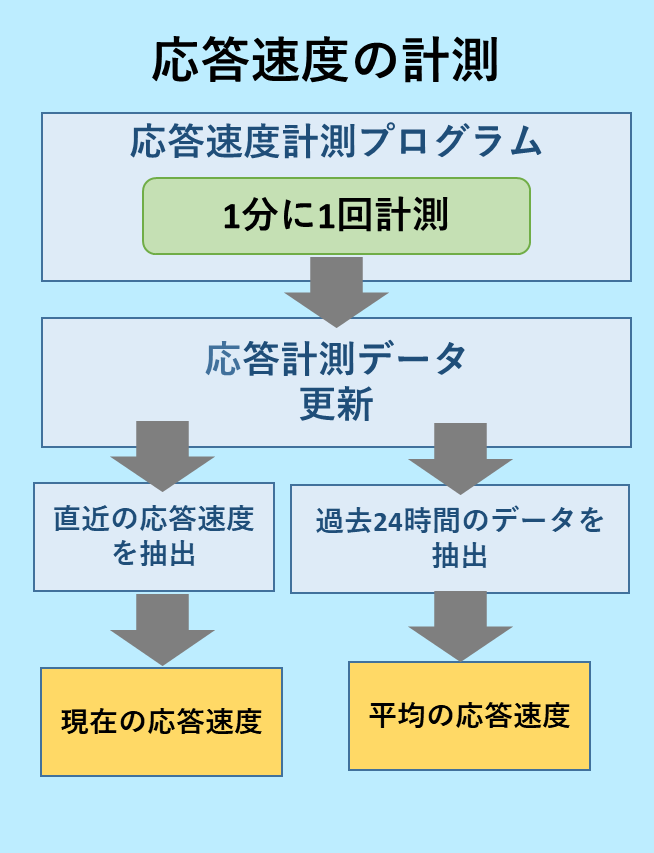 応答速度の計測
応答速度計測プログラム
1分に1回計測
応答計測データ
更新
直近の応答速度
を抽出
過去24時間のデータを
抽出
現在の応答速度
平均の応答速度